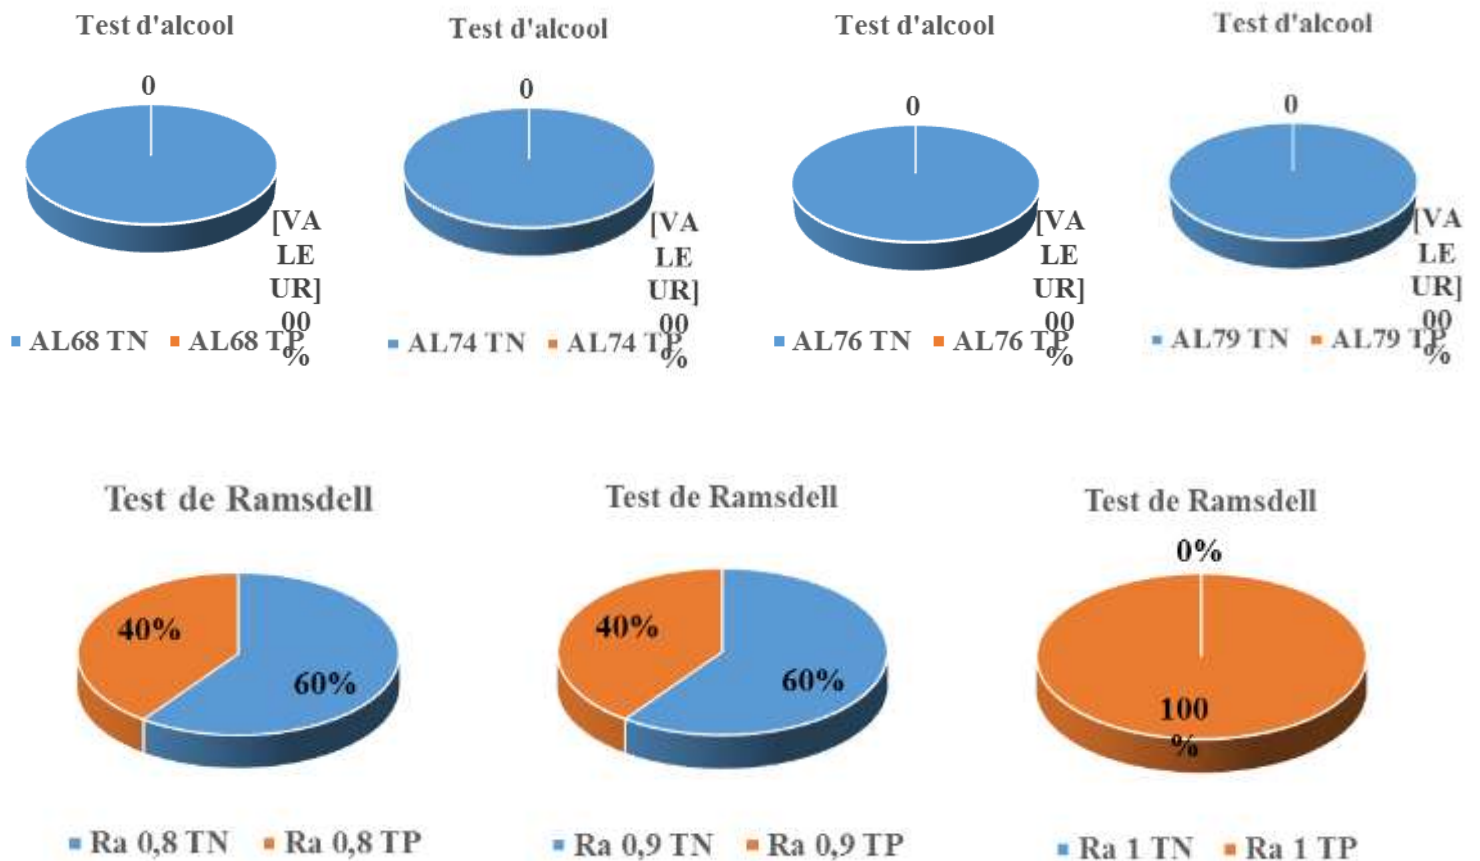 Test d'alcool
0
[VA
LE
UR]
00
%
AL68 TN AL68 TP
Test d'alcool
0
[VA
LE
UR]
00
%
AL74 TN AL74 TP
Test d'alcool
0
[VA
LE
UR]
00
%
AL76 TN AL76 TP
Test d'alcool
0
[VA
LE
UR]
00
%
AL79 TN AL79 TP
Test de Ramsdell
40%
60%
Ra 0,8 TN Ra 0,8 TP
Test de Ramsdell
40%
60%
Ra 0,9 TN Ra 0,9 TP
Test de Ramsdell
0%
100
%
Ra 1 TN Ra 1 TP